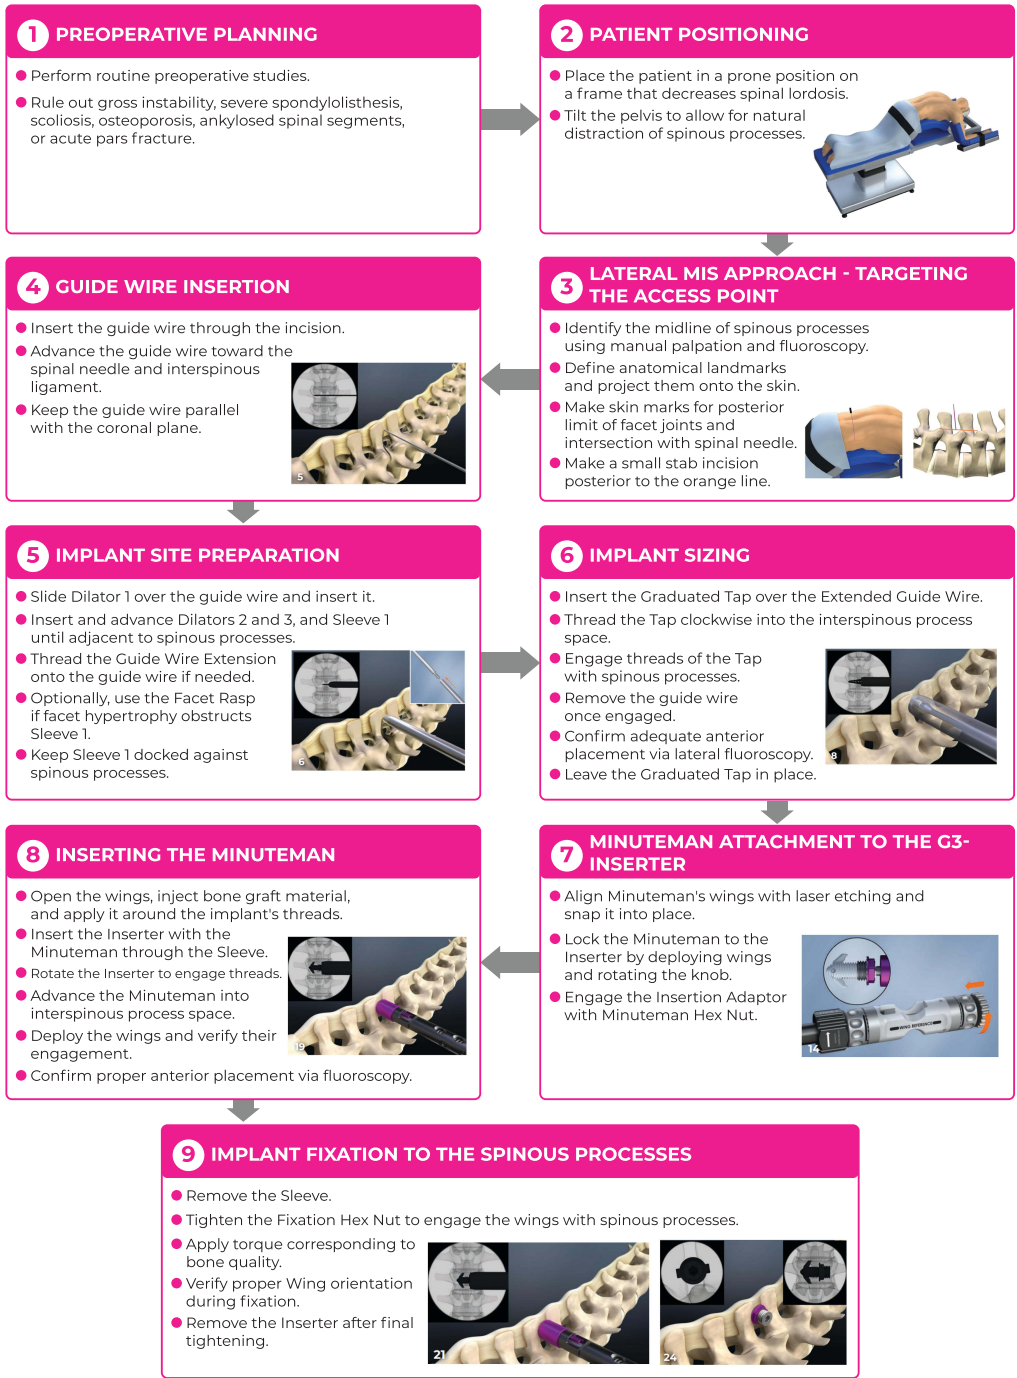 1 PREOPERATIVE PLANNING
● Perform routine preoperative studies.
● Rule out gross instability, severe spondylolisthesis,
scoliosis, osteoporosis, ankylosed spinal segments,
or acute pars fracture.
2 PATIENT POSITIONING
● Place the patient in a prone position on
a frame that decreases spinal lordosis.
● Tilt the pelvis to allow for natural
distraction of spinous processes.
3 LATERAL MIS APPROACH - TARGETING
THE ACCESS POINT
● Identify the midline of spinous processes
using manual palpation and fluoroscopy.
● Define anatomical landmarks
and project them onto the skin.
● Make skin marks for posterior
limit of facet joints and
intersection with spinal needle.
● Make a small stab incision
posterior to the orange line.
4 GUIDE WIRE INSERTION
● Insert the guide wire through the incision.
● Advance the guide wire toward the
spinal needle and interspinous
ligament.
● Keep the guide wire parallel
with the coronal plane.
5
5 IMPLANT SITE PREPARATION
● Slide Dilator 1 over the guide wire and insert it.
● Insert and advance Dilators 2 and 3, and Sleeve 1
until adjacent to spinous processes.
● Thread the Guide Wire Extension
onto the guide wire if needed.
● Optionally, use the Facet Rasp
if facet hypertrophy obstructs
Sleeve 1.
● Keep Sleeve 1 docked against
spinous processes.
6
6 IMPLANT SIZING
● Insert the Graduated Tap over the Extended Guide Wire.
● Thread the Tap clockwise into the interspinous process
space.
● Engage threads of the Tap
with spinous processes.
● Remove the guide wire
once engaged.
● Confirm adequate anterior
placement via lateral fluoroscopy.
● Leave the Graduated Tap in place.
8
7 MINUTEMAN ATTACHMENT TO THE G3-
INSERTER
● Align Minuteman's wings with laser etching and
snap it into place.
● Lock the Minuteman to the
Inserter by deploying wings
and rotating the knob.
● Engage the Insertion Adaptor
with Minuteman Hex Nut.
WING REFERENCE
14
8 INSERTING THE MINUTEMAN
● Open the wings, inject bone graft material,
and apply it around the implant's threads.
● Insert the Inserter with the
Minuteman through the Sleeve.
● Rotate the Inserter to engage threads.
● Advance the Minuteman into
interspinous process space.
● Deploy the wings and verify their
engagement.
● Confirm proper anterior placement via fluoroscopy.
19
9 IMPLANT FIXATION TO THE SPINOUS PROCESSES
● Remove the Sleeve.
● Tighten the Fixation Hex Nut to engage the wings with spinous processes.
● Apply torque corresponding to
bone quality.
● Verify proper Wing orientation
during fixation.
● Remove the Inserter after final
tightening.
21
24